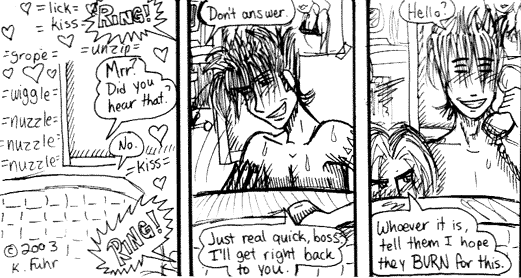 =lick=
=kiss=
RING!
=grope=
=unzip=
Mrr?
Did you
hear that?
=wiggle=
=nuzzle=
=nuzzle=
=nuzzle=
No.
=kiss=
RING!
© 2003
K. Fuhr
Don't answer.
Just real quick, boss.
I'll get right back
to you.
Hello?
Whoever it is,
tell them I hope
they BURN for this.